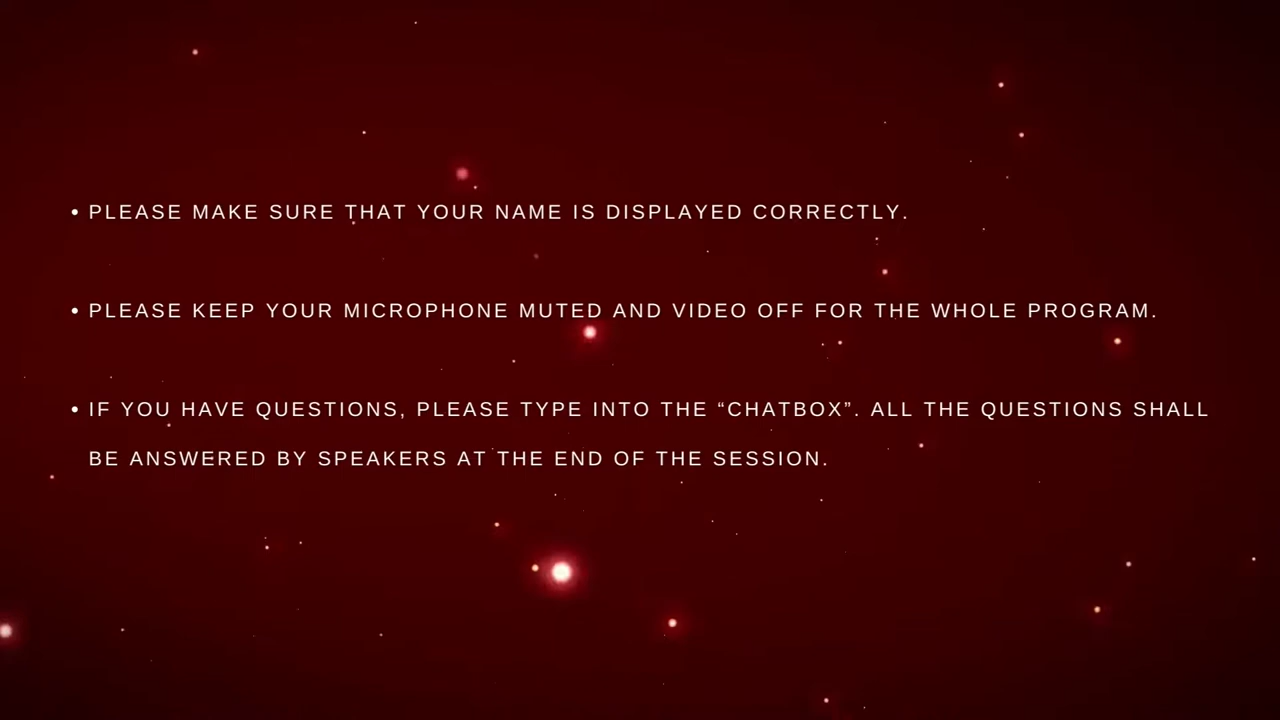 • PLEASE MAKE SURE THAT YOUR NAME IS DISPLAYED CORRECTLY.
• PLEASE KEEP YOUR MICROPHONE MUTED AND VIDEO OFF FOR THE WHOLE PROGRAM.
• IF YOU HAVE QUESTIONS, PLEASE TYPE INTO THE “CHATBOX”. ALL THE QUESTIONS SHALL
BE ANSWERED BY SPEAKERS AT THE END OF THE SESSION.